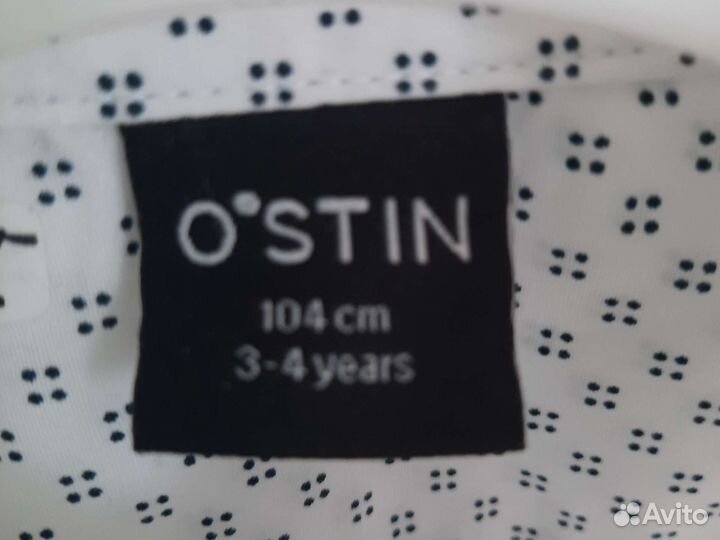 O°STIN
104 cm
3-4 years
Avito